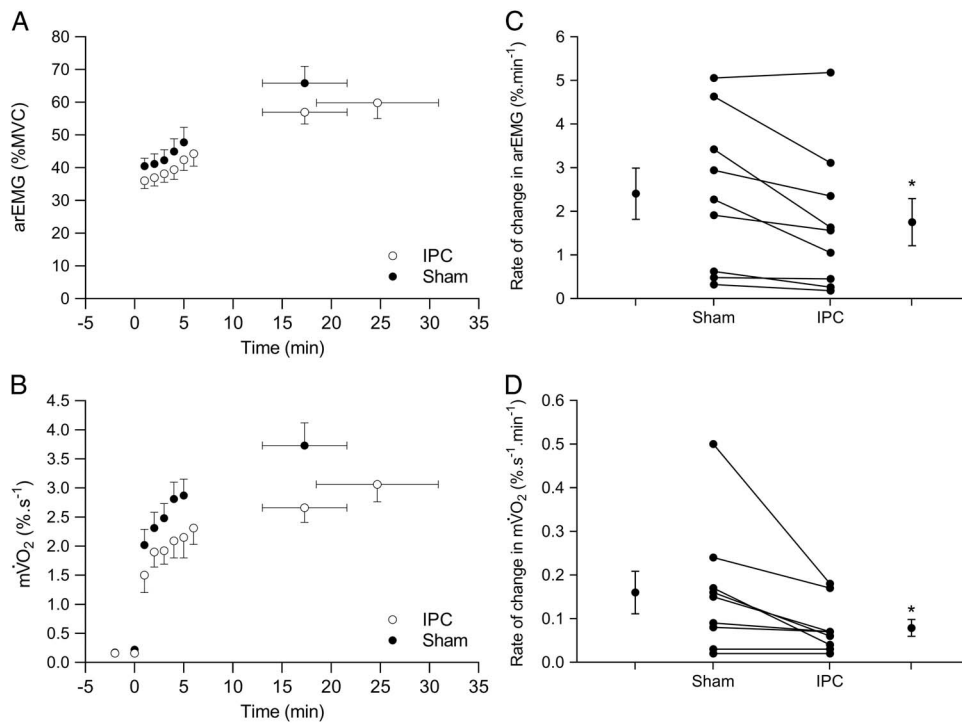 A
80
70
60
50
40
30
20
10
0
arEMG (%MVC)
IPC
Sham
-5 0 5 10 15 20 25 30 35
Time (min)
C
6
5
4
3
2
1
0
Rate of change in arEMG (%.min⁻¹)
*
Sham IPC
B
4.5
4.0
3.5
3.0
2.5
2.0
1.5
1.0
0.5
0.0
mV̇O₂ (%.s⁻¹)
IPC
Sham
-5 0 5 10 15 20 25 30 35
Time (min)
D
0.6
0.5
0.4
0.3
0.2
0.1
0.0
Rate of change in mV̇O₂ (%.s⁻¹.min⁻¹)
*
Sham IPC